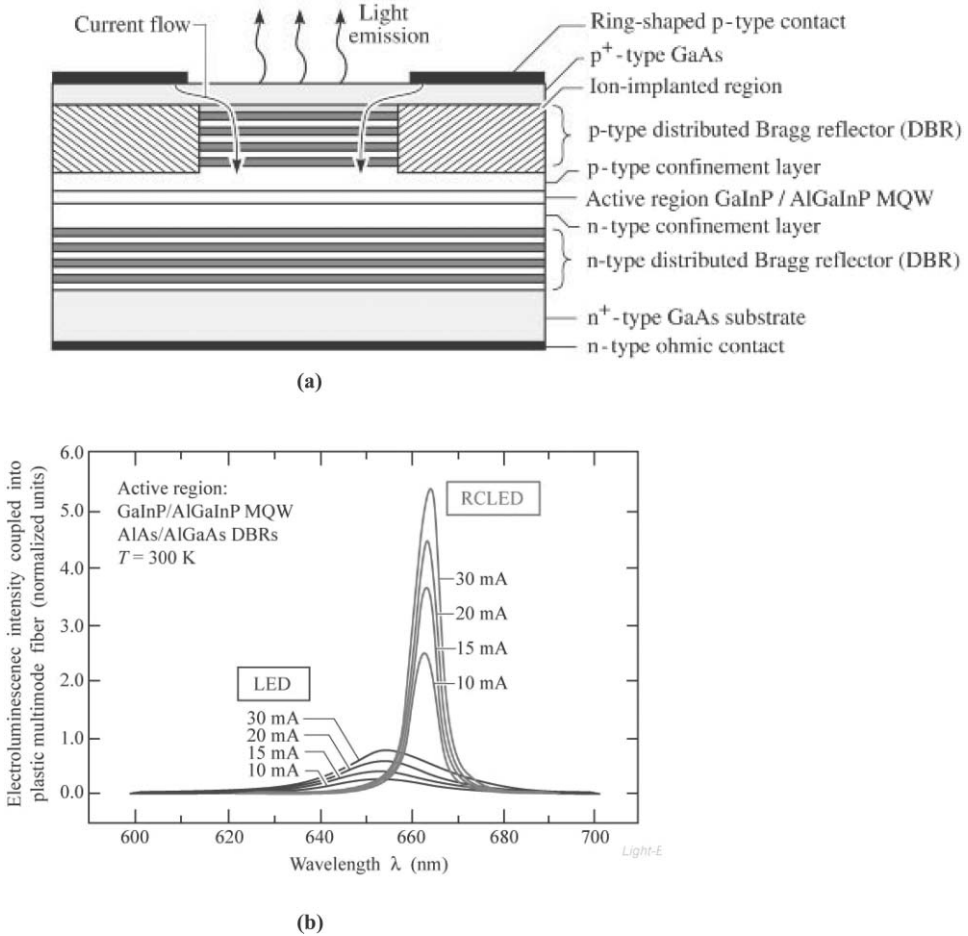 Current flow
Light
emission
Ring-shaped p-type contact
p+-type GaAs
Ion-implanted region
p-type distributed Bragg reflector (DBR)
p-type confinement layer
Active region GaInP / AlGaInP MQW
n-type confinement layer
n-type distributed Bragg reflector (DBR)
n+-type GaAs substrate
n-type ohmic contact
(a)
Electroluminescenec intensity coupled into
plastic multimode fiber (normalized units)
6.0
5.0
4.0
3.0
2.0
1.0
0.0
Active region:
GaInP/AlGaInP MQW
AlAs/AlGaAs DBRs
T = 300 K
RCLED
30 mA
20 mA
15 mA
10 mA
LED
30 mA
20 mA
15 mA
10 mA
600
620
640
660
680
700
Wavelength λ (nm)
Light-E
(b)